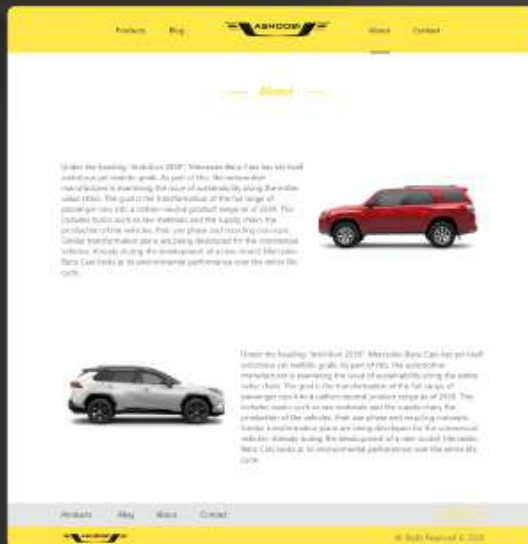 Products Blog ASHOOBI About Contact
About
Under the heading "Ambition 2039", Mercedes-Benz Cars has set itself
ambitious yet realistic goals. As part of this, the automotive
manufacturer is examining the issue of sustainability along the entire
value chain. The goal is the transformation of the full range of
passenger cars into a carbon-neutral product range as of 2039. This
includes topics such as raw materials and the supply chain, the
production of the vehicles, their use phase and recycling concepts.
Similar transformation plans are being developed for the commercial
vehicles. Already during the development of a new model, Mercedes-
Benz Cars looks at its environmental performance over the entire life
cycle.
Under the heading "Ambition 2039", Mercedes-Benz Cars has set itself
ambitious yet realistic goals. As part of this, the automotive
manufacturer is examining the issue of sustainability along the entire
value chain. The goal is the transformation of the full range of
passenger cars into a carbon-neutral product range as of 2039. This
includes topics such as raw materials and the supply chain, the
production of the vehicles, their use phase and recycling concepts.
Similar transformation plans are being developed for the commercial
vehicles. Already during the development of a new model, Mercedes-
Benz Cars looks at its environmental performance over the entire life
cycle.
Products Blog About Contact
All Right Reserved ©